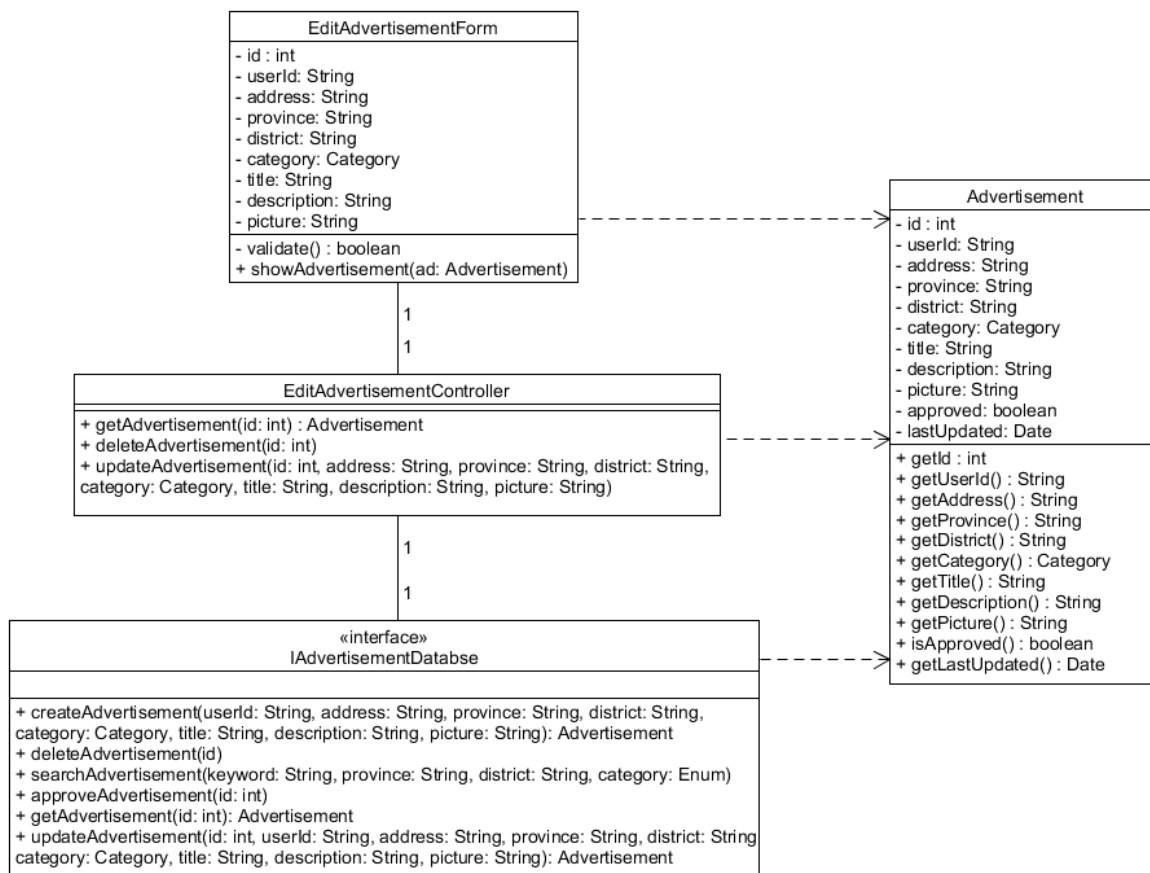 EditAdvertisementForm
- id : int
- userId: String
- address: String
- province: String
- district: String
- category: Category
- title: String
- description: String
- picture: String
- validate() : boolean
+ showAdvertisement(ad: Advertisement)
1
1
EditAdvertisementController
+ getAdvertisement(id: int) : Advertisement
+ deleteAdvertisement(id: int)
+ updateAdvertisement(id: int, address: String, province: String, district: String,
category: Category, title: String, description: String, picture: String)
1
1
«interface»
IAdvertisementDatabse
+ createAdvertisement(userId: String, address: String, province: String, district: String,
category: Category, title: String, description: String, picture: String): Advertisement
+ deleteAdvertisement(id)
+ searchAdvertisement(keyword: String, province: String, district: String, category: Enum)
+ approveAdvertisement(id: int)
+ getAdvertisement(id: int): Advertisement
+ updateAdvertisement(id: int, userId: String, address: String, province: String, district: String
category: Category, title: String, description: String, picture: String): Advertisement
Advertisement
- id : int
- userId: String
- address: String
- province: String
- district: String
- category: Category
- title: String
- description: String
- picture: String
- approved: boolean
- lastUpdated: Date
+ getId : int
+ getUserId() : String
+ getAddress() : String
+ getProvince() : String
+ getDistrict() : String
+ getCategory() : Category
+ getTitle() : String
+ getDescription() : String
+ getPicture() : String
+ isApproved() : boolean
+ getLastUpdated() : Date